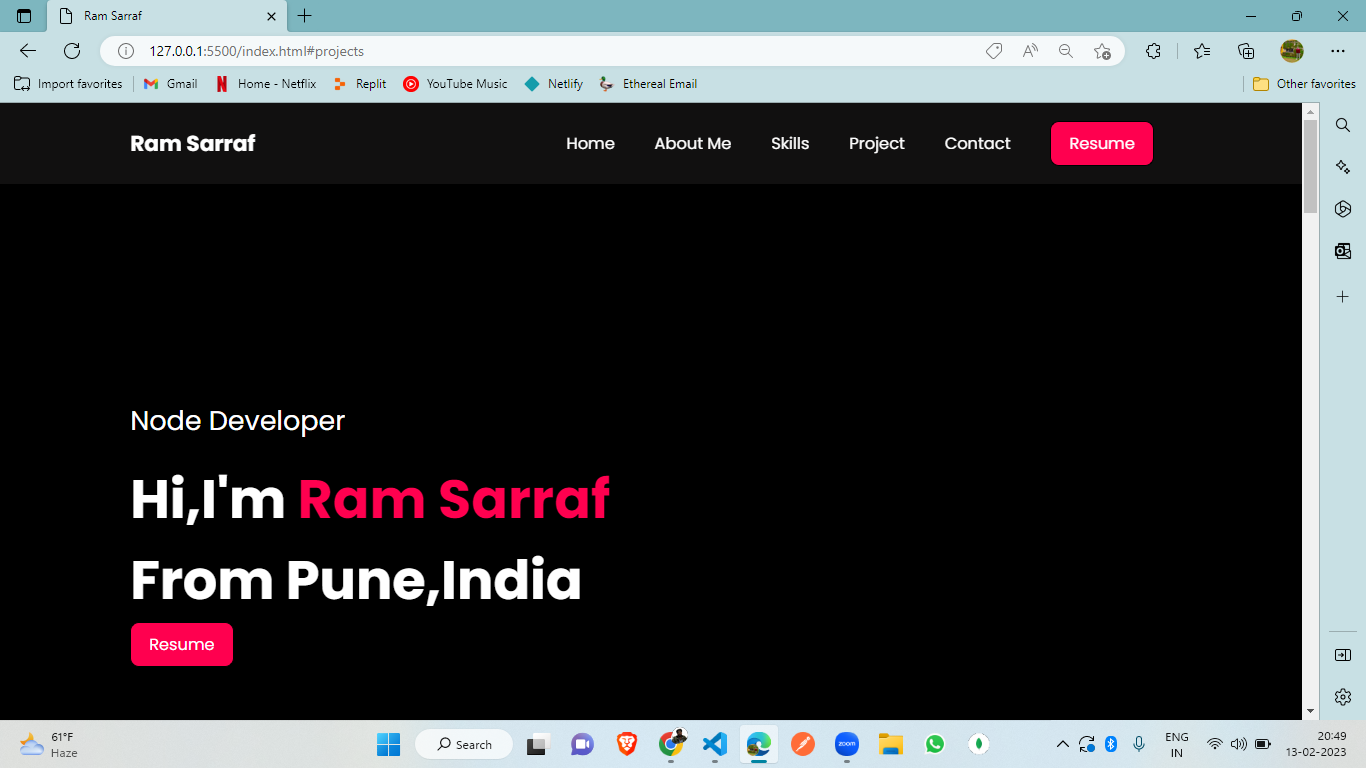 Ram Sarraf
127.0.0.1:5500/index.html#projects
Import favorites Gmail Home - Netflix Replit YouTube Music Netlify Ethereal Email Other favorites
Ram Sarraf Home About Me Skills Project Contact Resume
Node Developer
Hi,I'm Ram Sarraf
From Pune,India
Resume
61°F
Haze
Search
zoom
ENG
IN
20:49
13-02-2023